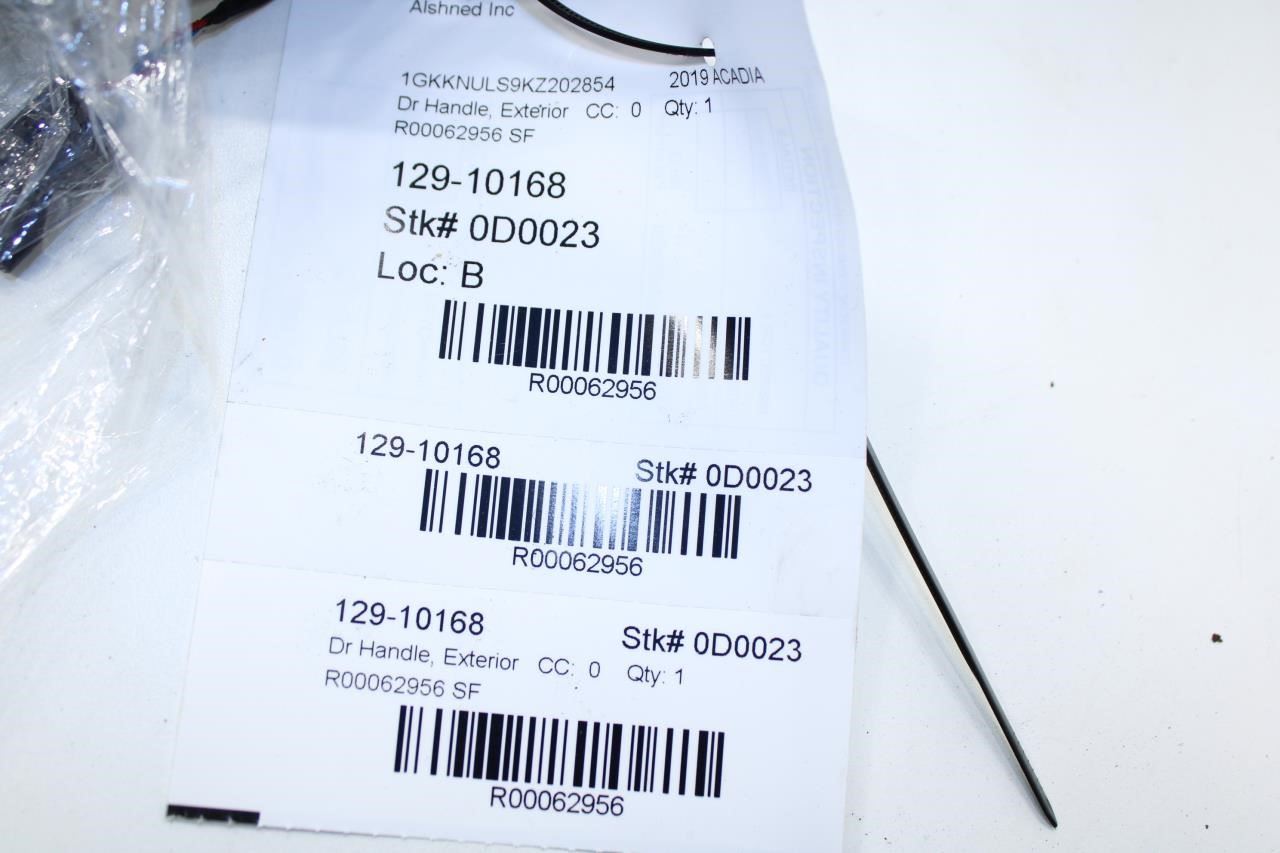 Alshned Inc
1GKKNULS9KZ202854 2019 ACADIA
Dr Handle, Exterior CC: 0 Qty: 1
R00062956 SF
129-10168
Stk# 0D0023
Loc: B
R00062956
129-10168 Stk# 0D0023
R00062956
129-10168 Stk# 0D0023
Dr Handle, Exterior CC: 0 Qty: 1
R00062956 SF
R00062956
QUALITY INSPECTION